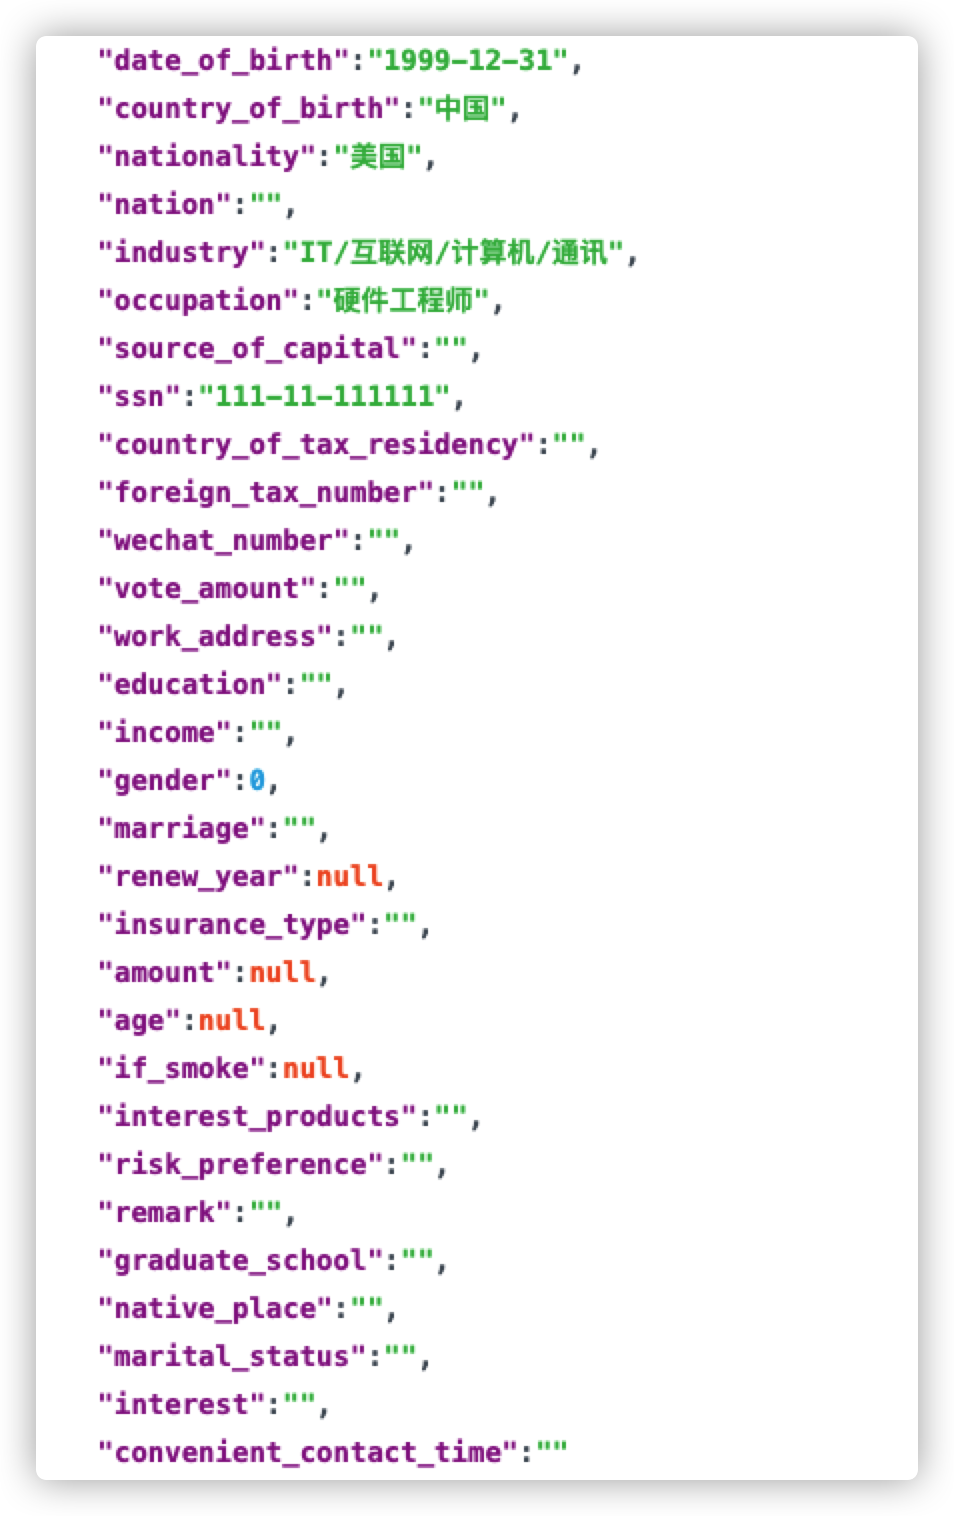 "date_of_birth":"1999-12-31",
"country_of_birth":"中国",
"nationality":"美国",
"nation":"",
"industry":"IT/互联网/计算机/通讯",
"occupation":"硬件工程师",
"source_of_capital":"",
"ssn":"111-11-111111",
"country_of_tax_residency":"",
"foreign_tax_number":"",
"wechat_number":"",
"vote_amount":"",
"work_address":"",
"education":"",
"income":"",
"gender":0,
"marriage":"",
"renew_year":null,
"insurance_type":"",
"amount":null,
"age":null,
"if_smoke":null,
"interest_products":"",
"risk_preference":"",
"remark":"",
"graduate_school":"",
"native_place":"",
"marital_status":"",
"interest":"",
"convenient_contact_time":""